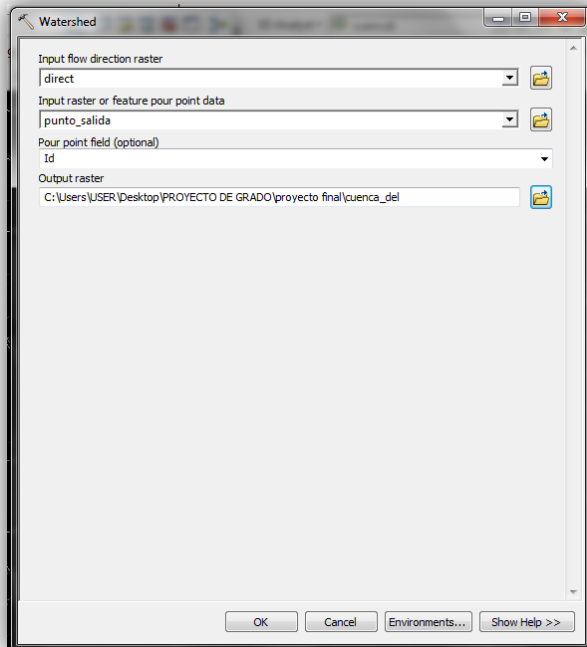 Watershed
Input flow direction raster
direct
Input raster or feature pour point data
punto_salida
Pour point field (optional)
Id
Output raster
C:\Users\USER\Desktop\PROYECTO DE GRADO\proyecto final\cuenca_del
OK Cancel Environments... Show Help >>